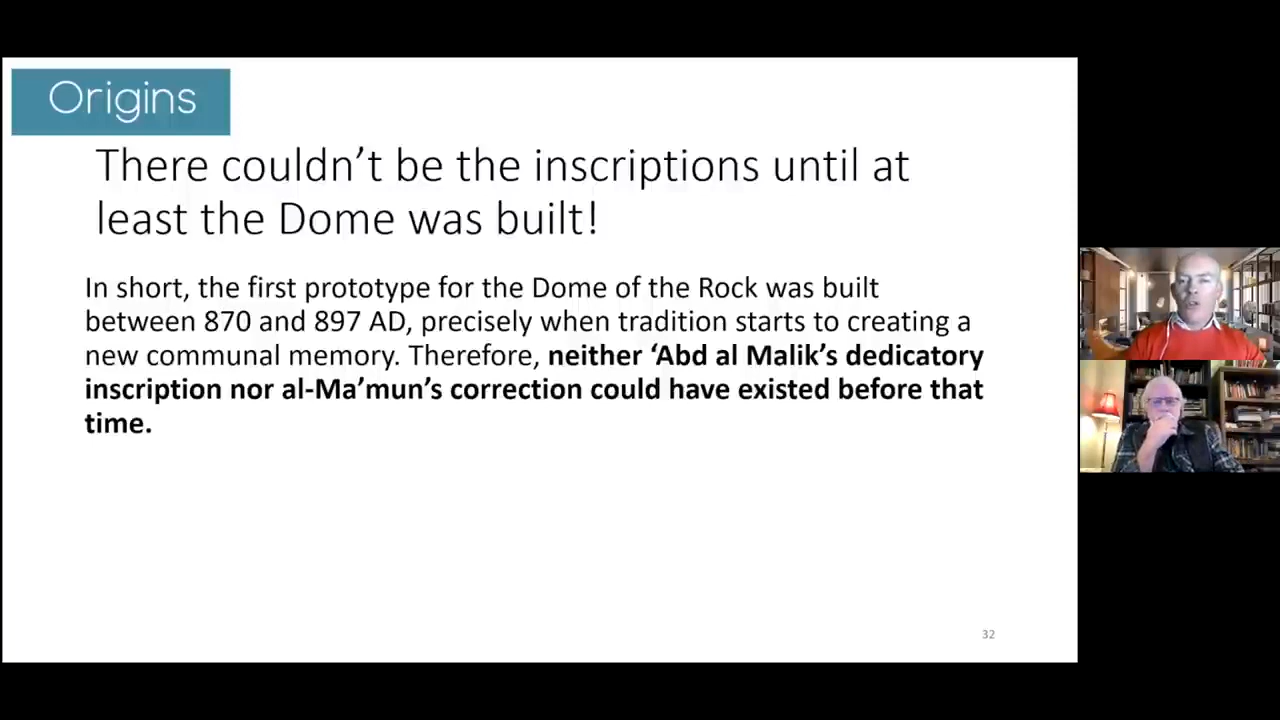 Origins
There couldn’t be the inscriptions until at
least the Dome was built!
In short, the first prototype for the Dome of the Rock was built
between 870 and 897 AD, precisely when tradition starts to creating a
new communal memory. Therefore, neither ‘Abd al Malik’s dedicatory
inscription nor al-Ma’mun’s correction could have existed before that
time.
32